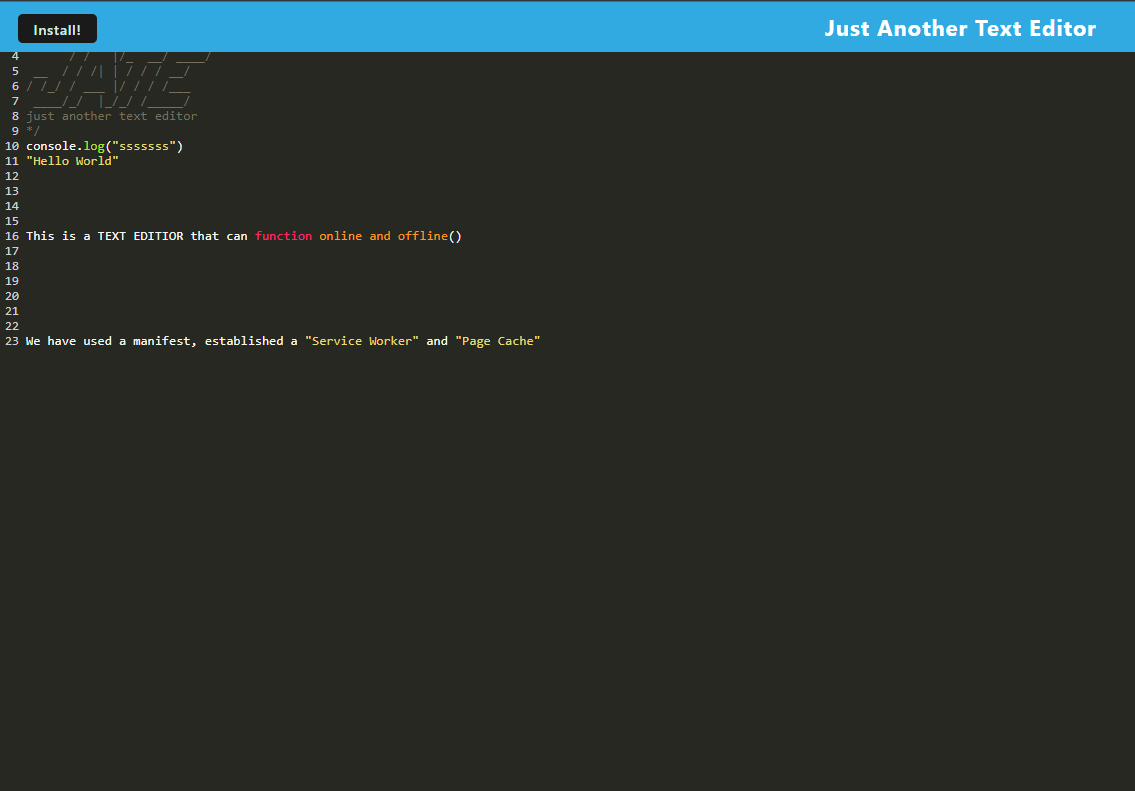 Install!
Just Another Text Editor
4      / /   |/_  __/ ____/
5  __  / / /| | / / / __/
6 / /_/ / ___ |/ / / /___
7  ____/_/  |_/_/ /_____/
8 just another text editor
9 */
10 console.log("sssssss")
11 "Hello World"
12
13
14
15
16 This is a TEXT EDITIOR that can function online and offline()
17
18
19
20
21
22
23 We have used a manifest, established a "Service Worker" and "Page Cache"